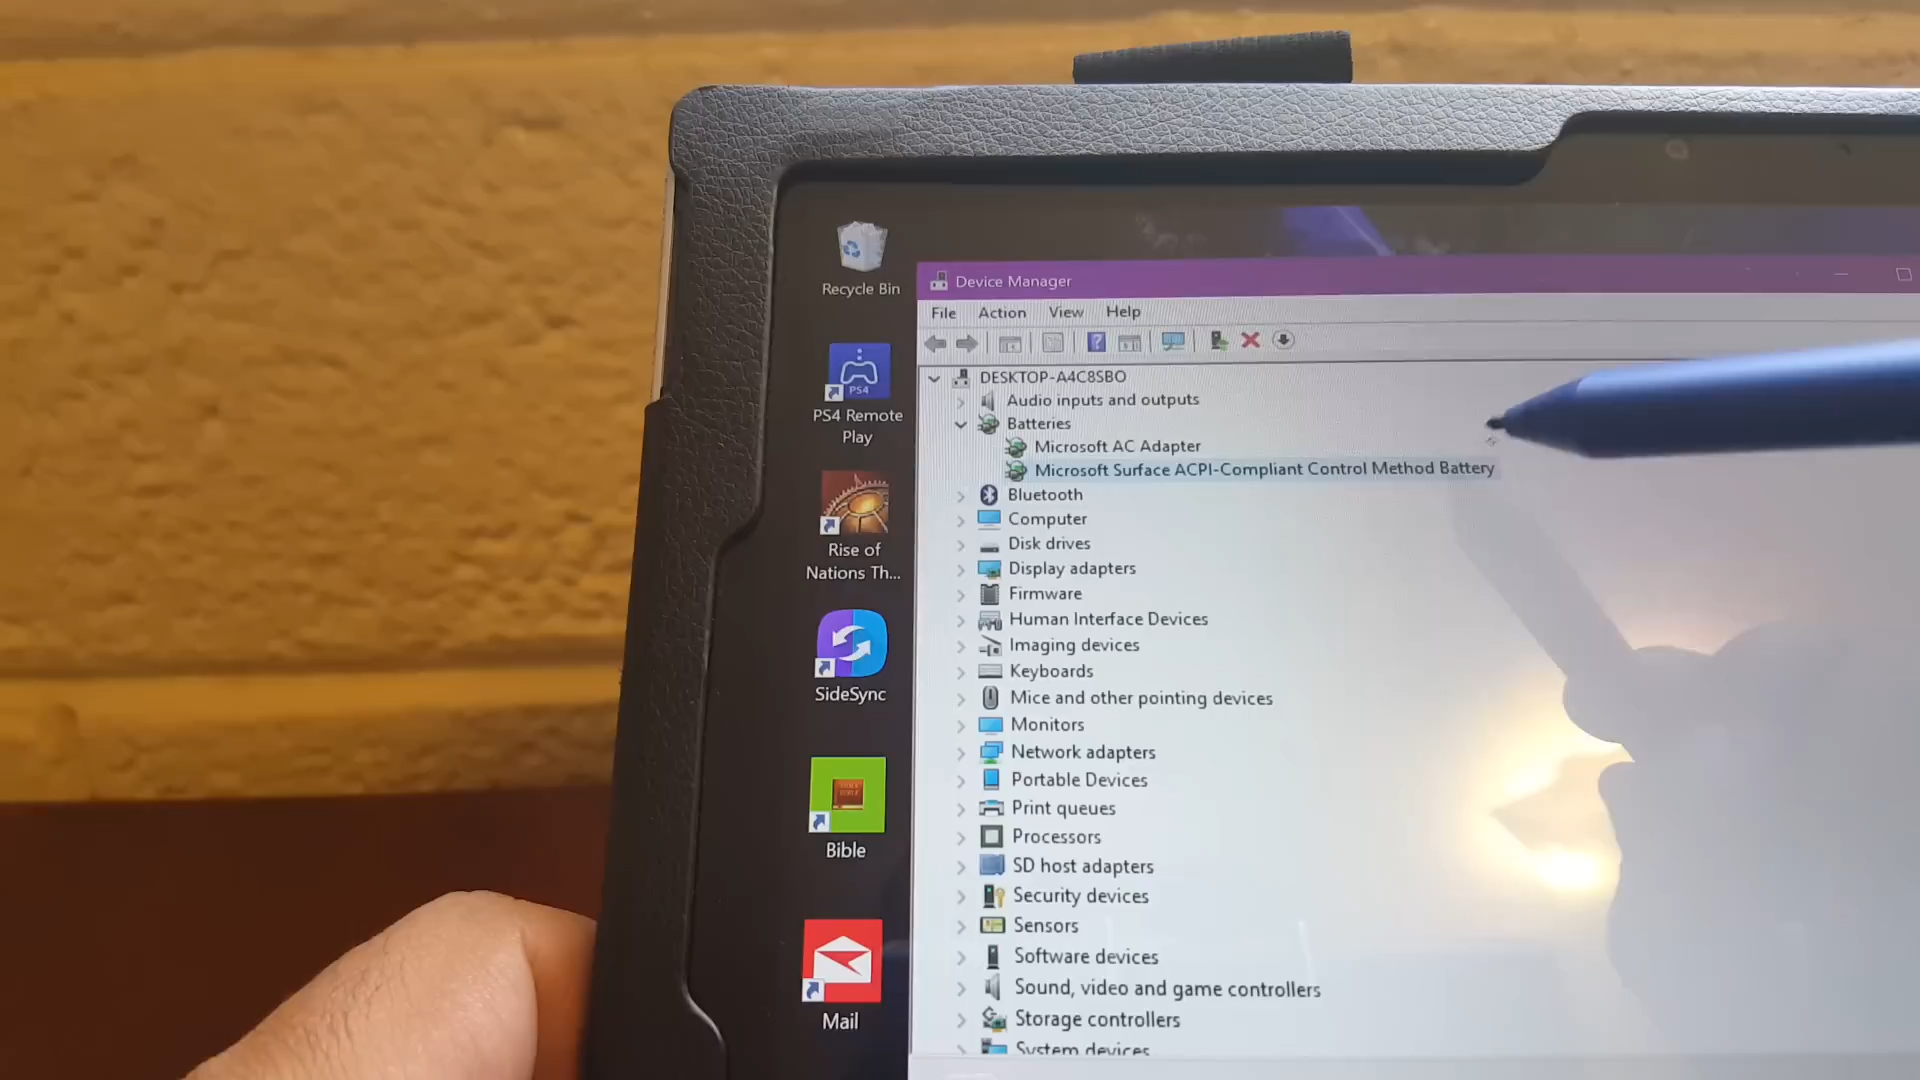 Recycle Bin
PS4
PS4 Remote
Play
Rise of
Nations Th...
SideSync
Bible
Mail
Device Manager
File Action View Help
DESKTOP-A4C8SBO
Audio inputs and outputs
Batteries
Microsoft AC Adapter
Microsoft Surface ACPI-Compliant Control Method Battery
Bluetooth
Computer
Disk drives
Display adapters
Firmware
Human Interface Devices
Imaging devices
Keyboards
Mice and other pointing devices
Monitors
Network adapters
Portable Devices
Print queues
Processors
SD host adapters
Security devices
Sensors
Software devices
Sound, video and game controllers
Storage controllers
System devices